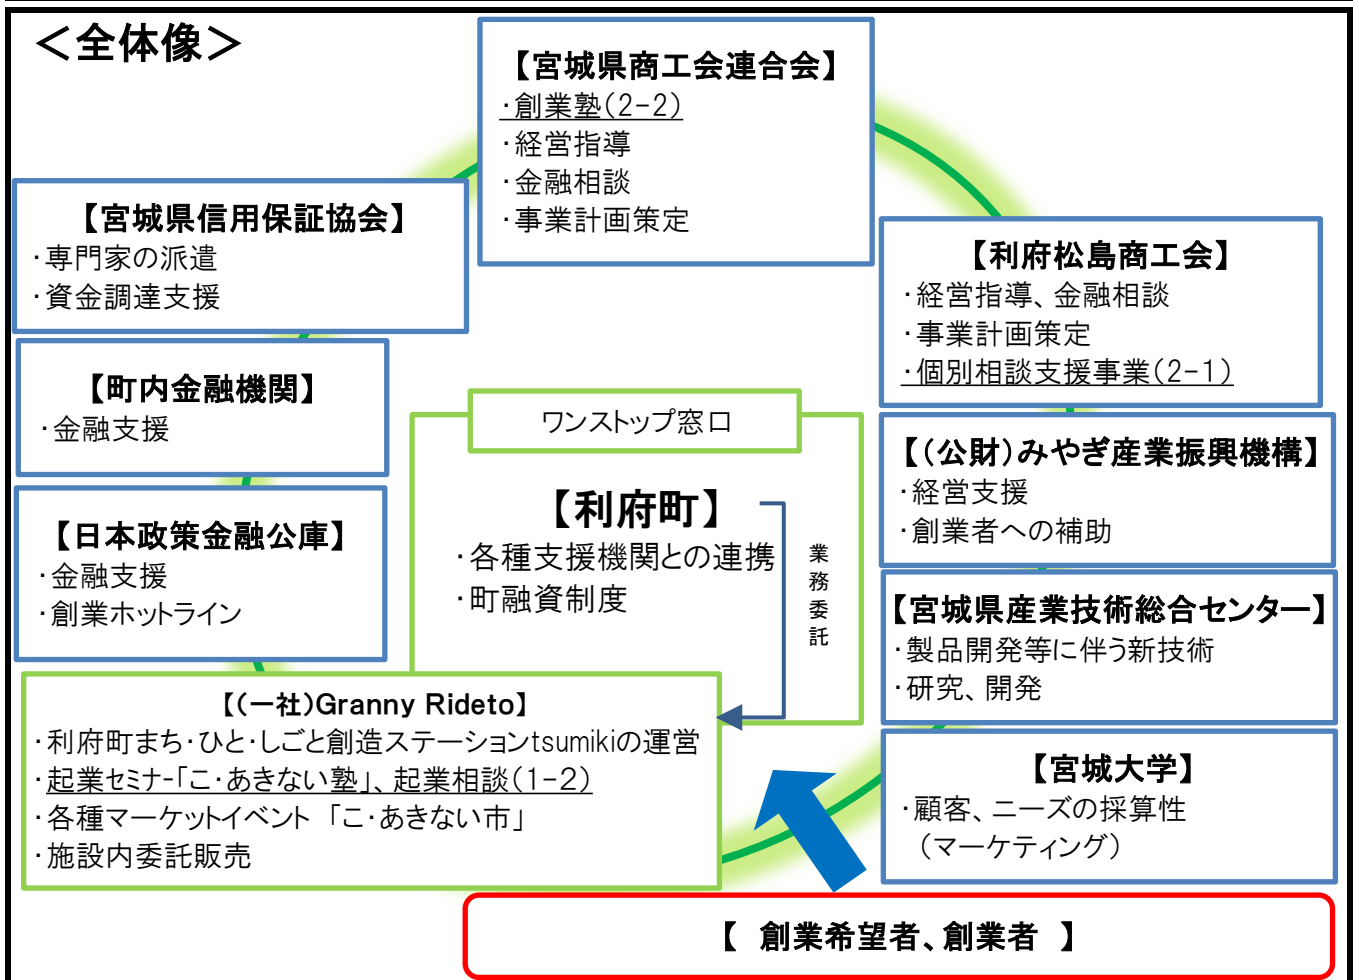 ＜全体像＞
【宮城県商工会連合会】
・創業塾(2-2)
・経営指導
・金融相談
・事業計画策定
【宮城県信用保証協会】
・専門家の派遣
・資金調達支援
【利府松島商工会】
・経営指導、金融相談
・事業計画策定
・個別相談支援事業(2-1)
【町内金融機関】
・金融支援
ワンストップ窓口
【利府町】
・各種支援機関との連携
・町融資制度
業務委託
【(公財)みやぎ産業振興機構】
・経営支援
・創業者への補助
【日本政策金融公庫】
・金融支援
・創業ホットライン
【宮城県産業技術総合センター】
・製品開発等に伴う新技術
・研究、開発
【(一社)Granny Rideto】
・利府町まち・ひと・しごと創造ステーションtsumikiの運営
・起業セミナー「こ・あきない塾」、起業相談(1-2)
・各種マーケットイベント 「こ・あきない市」
・施設内委託販売
【宮城大学】
・顧客、ニーズの採算性
（マーケティング）
【 創業希望者、創業者 】